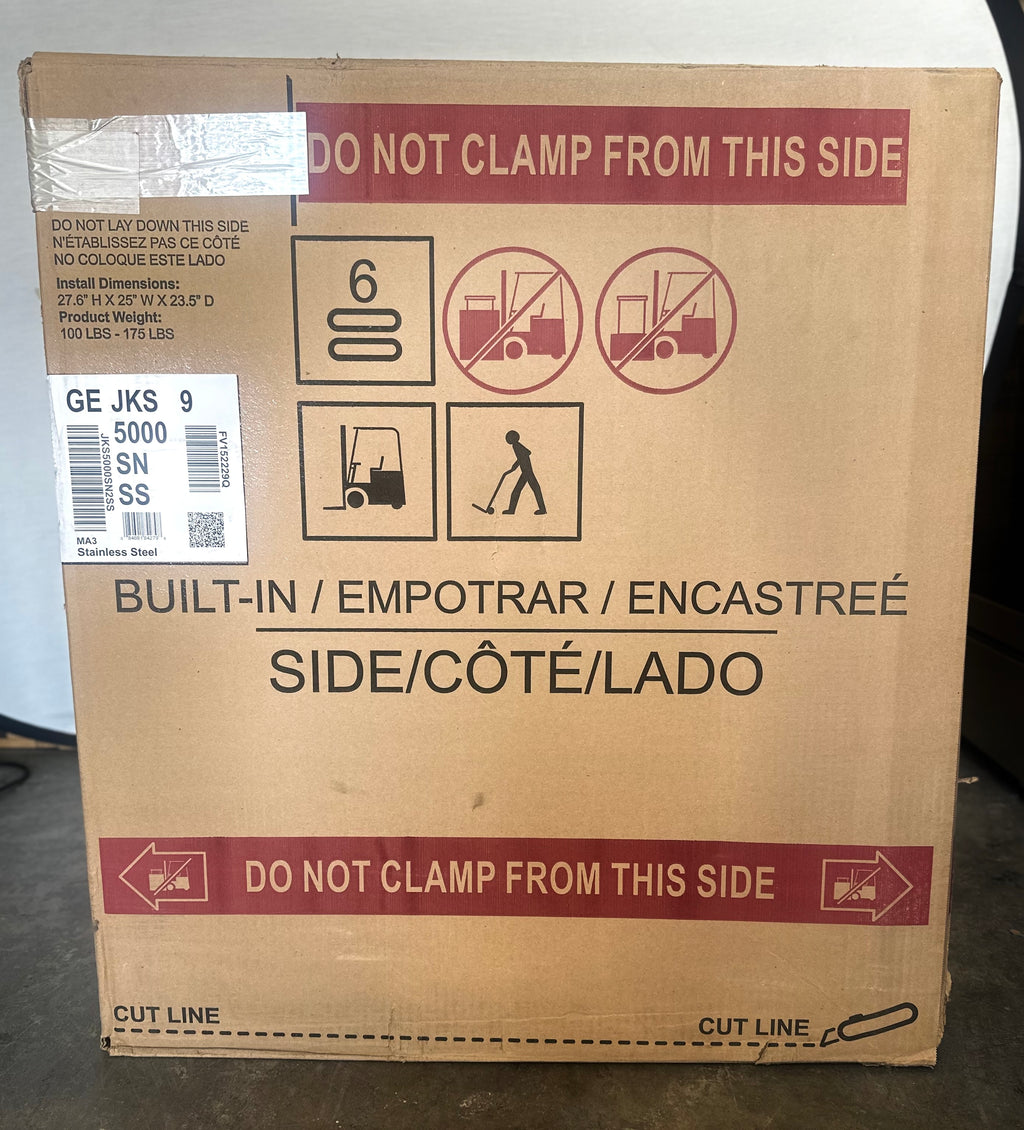 DO NOT CLAMP FROM THIS SIDE
DO NOT LAY DOWN THIS SIDE
N'ÉTABLISSEZ PAS CE CÔTÉ
NO COLOQUE ESTE LADO
Install Dimensions:
27.6" H X 25" W X 23.5" D
Product Weight:
100 LBS - 175 LBS
6
GE JKS 9
5000
SN
SS
JKS5000SN2SS
FV152229Q
MA3
Stainless Steel
BUILT-IN / EMPOTRAR / ENCASTREÉ
SIDE/CÔTÉ/LADO
DO NOT CLAMP FROM THIS SIDE
CUT LINE
CUT LINE